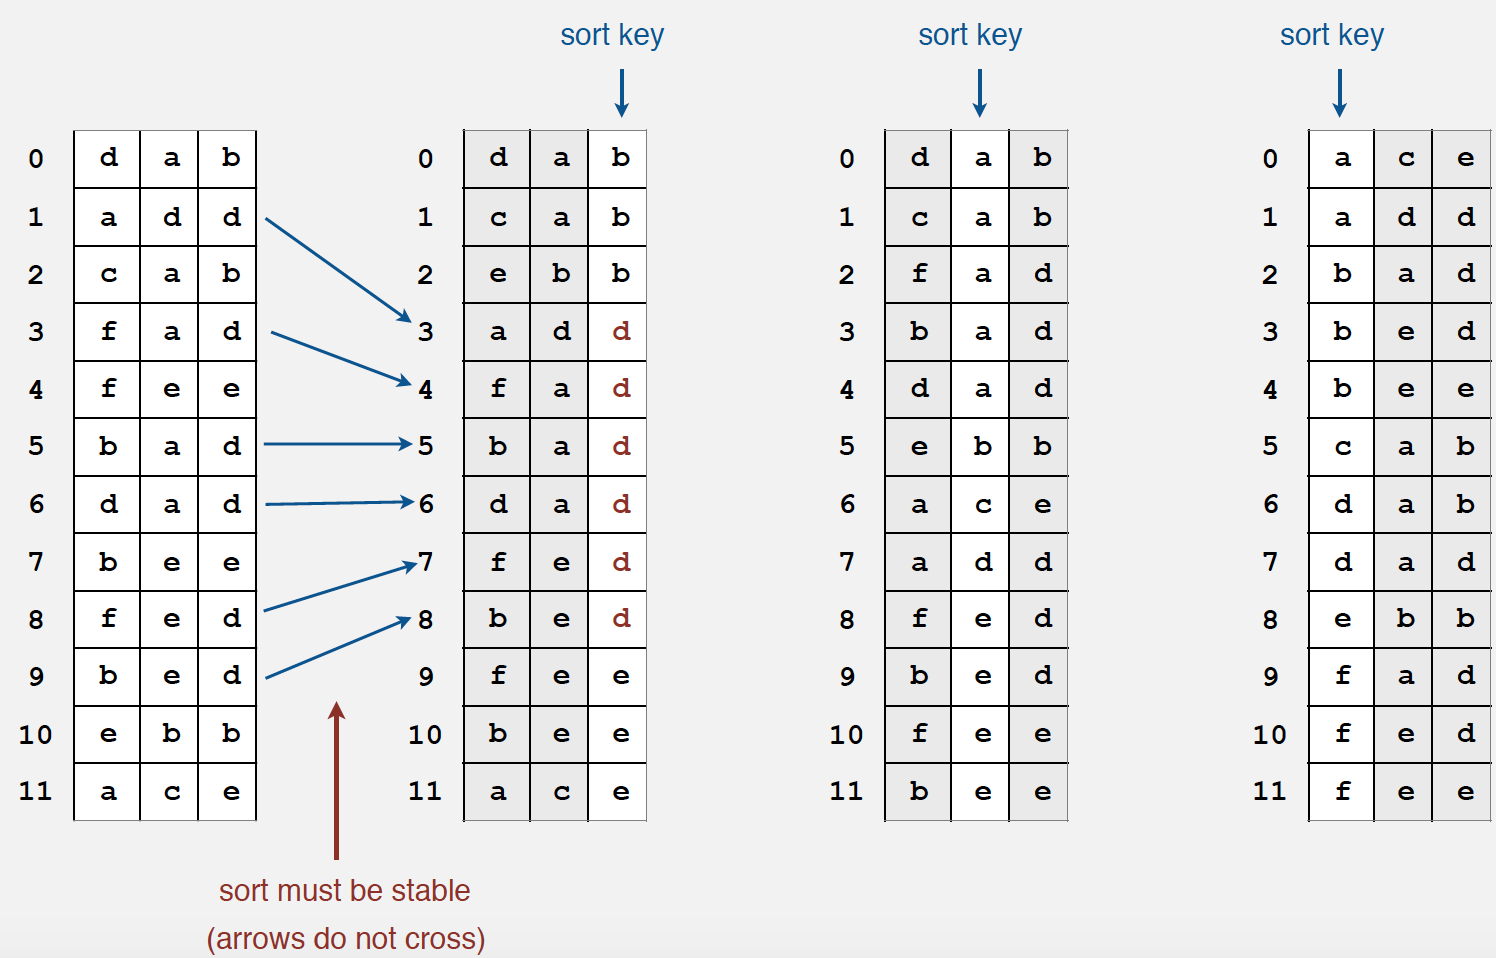 sort key sort key sort key
0 d a b 0 d a b 0 d a b 0 a c e
1 a d d 1 c a b 1 c a b 1 a d d
2 c a b 2 e b b 2 f a d 2 b a d
3 f a d 3 a d d 3 b a d 3 b e d
4 f e e 4 f a d 4 d a d 4 b e e
5 b a d 5 b a d 5 e b b 5 c a b
6 d a d 6 d a d 6 a c e 6 d a b
7 b e e 7 f e d 7 a d d 7 d a d
8 f e d 8 b e d 8 f e d 8 e b b
9 b e d 9 f e e 9 b e d 9 f a d
10 e b b 10 b e e 10 f e e 10 f e d
11 a c e 11 a c e 11 b e e 11 f e e
sort must be stable
(arrows do not cross)